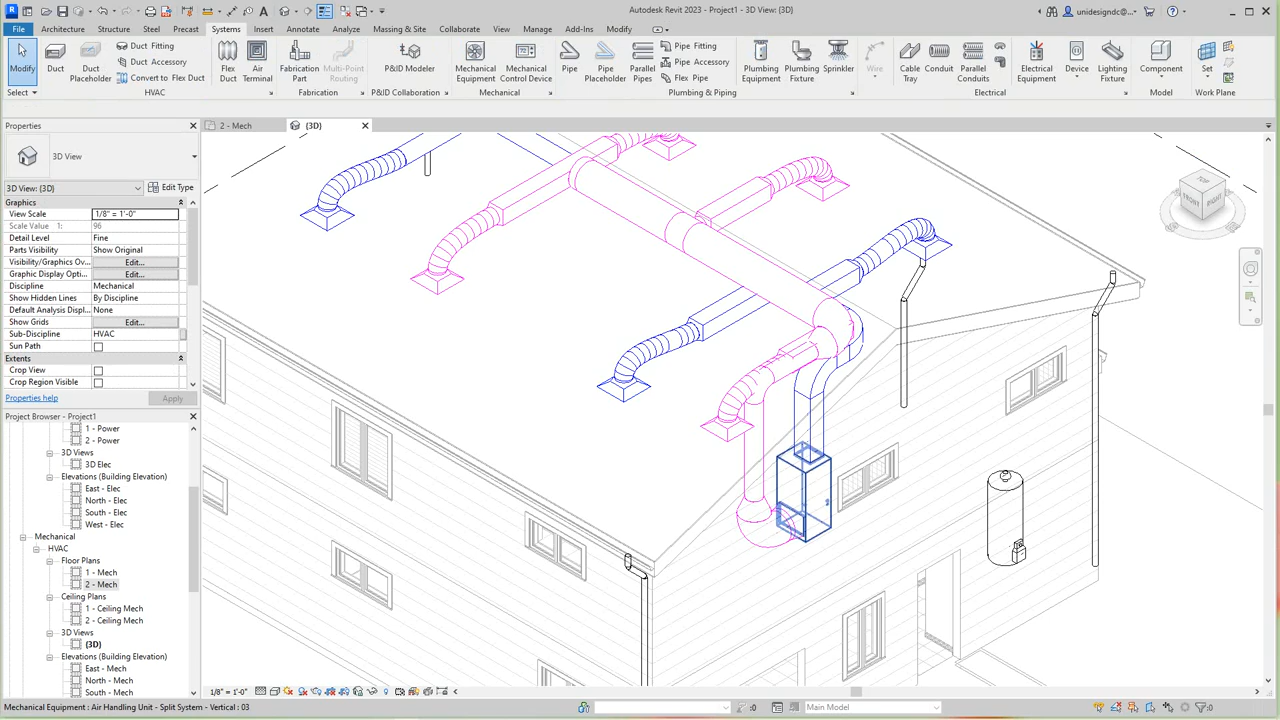 Autodesk Revit 2023 - Project1 - 3D View: {3D}
unidesigndc@...
File Architecture Structure Steel Precast Systems Insert Annotate Analyze Massing & Site Collaborate View Manage Add-Ins Modify
Modify
Select
Duct
Duct Placeholder
Duct Fitting
Duct Accessory
Convert to Flex Duct
HVAC
Flex Duct
Air Terminal
Fabrication Part
Multi-Point Routing
Fabrication
P&ID Modeler
P&ID Collaboration
Mechanical Equipment
Mechanical Control Device
Mechanical
Pipe
Pipe Placeholder
Parallel Pipes
Pipe Fitting
Pipe Accessory
Flex Pipe
Plumbing Equipment
Plumbing Fixture
Sprinkler
Plumbing & Piping
Wire
Cable Tray
Conduit
Parallel Conduits
Electrical Equipment
Device
Lighting Fixture
Electrical
Component
Model
Set
Work Plane
Properties
2 - Mech
{3D}
3D View
3D View: {3D}
Edit Type
Graphics
View Scale 1/8" = 1'-0"
Scale Value 1: 96
Detail Level Fine
Parts Visibility Show Original
Visibility/Graphics Ov... Edit...
Graphic Display Opti... Edit...
Discipline Mechanical
Show Hidden Lines By Discipline
Default Analysis Displ... None
Show Grids Edit...
Sub-Discipline HVAC
Sun Path
Extents
Crop View
Crop Region Visible
Properties help Apply
Project Browser - Project1
1 - Power
2 - Power
3D Views
3D Elec
Elevations (Building Elevation)
East - Elec
North - Elec
South - Elec
West - Elec
Mechanical
HVAC
Floor Plans
1 - Mech
2 - Mech
Ceiling Plans
1 - Ceiling Mech
2 - Ceiling Mech
3D Views
{3D}
Elevations (Building Elevation)
East - Mech
North - Mech
South - Mech
TOP
FRONT
RIGHT
1/8" = 1'-0"
Mechanical Equipment : Air Handling Unit - Split System - Vertical : 03
:0
Main Model
:0